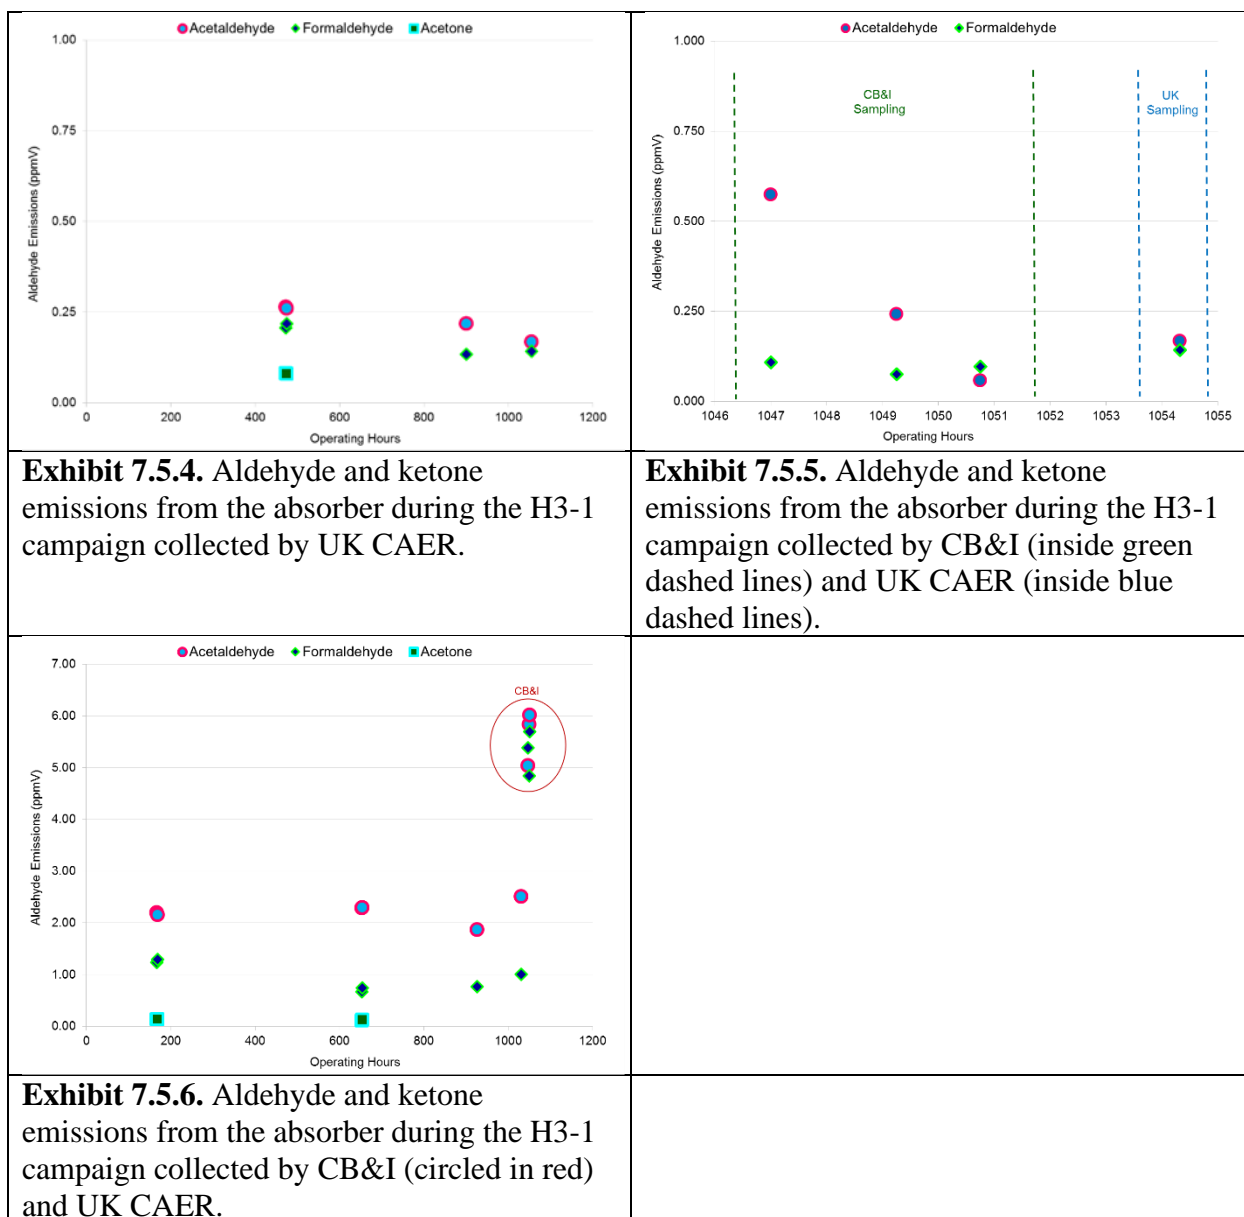 Acetaldehyde Formaldehyde Acetone
1.00
0.75
0.50
0.25
0.00
Aldehyde Emissions (ppmV)
0 200 400 600 800 1000 1200
Operating Hours
Exhibit 7.5.4. Aldehyde and ketone
emissions from the absorber during the H3-1
campaign collected by UK CAER.
Acetaldehyde Formaldehyde
1.000
0.750
0.500
0.250
0.000
Aldehyde Emissions (ppmV)
CB&I
Sampling
UK
Sampling
1046 1047 1048 1049 1050 1051 1052 1053 1054 1055
Operating Hours
Exhibit 7.5.5. Aldehyde and ketone
emissions from the absorber during the H3-1
campaign collected by CB&I (inside green
dashed lines) and UK CAER (inside blue
dashed lines).
Acetaldehyde Formaldehyde Acetone
7.00
6.00
5.00
4.00
3.00
2.00
1.00
0.00
Aldehyde Emissions (ppmV)
CB&I
0 200 400 600 800 1000 1200
Operating Hours
Exhibit 7.5.6. Aldehyde and ketone
emissions from the absorber during the H3-1
campaign collected by CB&I (circled in red)
and UK CAER.